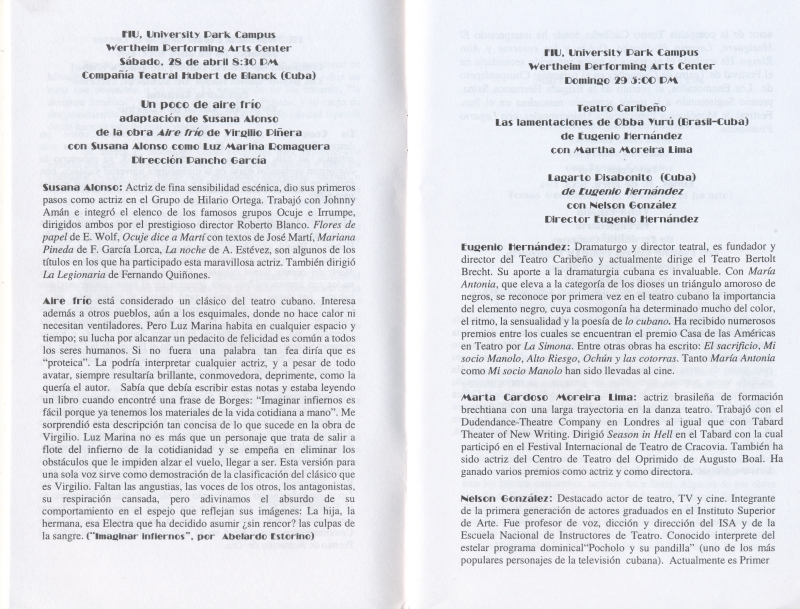 FIU, University Park Campus
Wertheim Performing Arts Center
Sábado, 28 de abril 8:30 PM
Compañía Teatral Hubert de Blanck (Cuba)
Un poco de aire frío
adaptación de Susana Alonso
de la obra Aire frío de Virgilio Piñera
con Susana Alonso como Luz Marina Romaguera
Dirección Pancho García
Susana Alonso: Actriz de fina sensibilidad escénica, dio sus primeros
pasos como actriz en el Grupo de Hilario Ortega. Trabajó con Johnny
Amán e integró el elenco de los famosos grupos Ocuje e Irrumpe,
dirigidos ambos por el prestigioso director Roberto Blanco. Flores de
papel de E. Wolf, Ocuje dice a Martí con textos de José Martí, Mariana
Pineda de F. García Lorca, La noche de A. Estévez, son algunos de los
títulos en los que ha participado esta maravillosa actriz. También dirigió
La Legionaria de Fernando Quiñones.
Aire frío está considerado un clásico del teatro cubano. Interesa
además a otros pueblos, aún a los esquimales, donde no hace calor ni
necesitan ventiladores. Pero Luz Marina habita en cualquier espacio y
tiempo; su lucha por alcanzar un pedacito de felicidad es común a todos
los seres humanos. Si no fuera una palabra tan fea diría que es
"proteica". La podría interpretar cualquier actriz, y a pesar de todo
avatar, siempre resultaría brillante, conmovedora, deprimente, como la
quería el autor. Sabía que debía escribir estas notas y estaba leyendo
un libro cuando encontré una frase de Borges: "Imaginar infiernos es
fácil porque ya tenemos los materiales de la vida cotidiana a mano". Me
sorprendió esta descripción tan concisa de lo que sucede en la obra de
Virgilio. Luz Marina no es más que un personaje que trata de salir a
flote del infierno de la cotidianidad y se empeña en eliminar los
obstáculos que le impiden alzar el vuelo, llegar a ser. Esta versión para
una sola voz sirve como demostración de la clasificación del clásico que
es Virgilio. Faltan las angustias, las voces de los otros, los antagonistas,
su respiración cansada, pero adivinamos el absurdo de su
comportamiento en el espejo que reflejan sus imágenes: La hija, la
hermana, esa Electra que ha decidido asumir ¿sin rencor? las culpas de
la sangre. ("Imaginar infiernos", por Abelardo Estorino)
FIU, University Park Campus
Wertheim Performing Arts Center
Domingo 29 5:00 PM
Teatro Caribeño
Las lamentaciones de Obba Yurú (Brasil-Cuba)
de Eugenio Hernández
con Martha Moreira Lima
Lagarto Pisabonito (Cuba)
de Eugenio Hernández
con Nelson González
Director Eugenio Hernández
Eugenio Hernández: Dramaturgo y director teatral, es fundador y
director del Teatro Caribeño y actualmente dirige el Teatro Bertolt
Brecht. Su aporte a la dramaturgia cubana es invaluable. Con María
Antonia, que eleva a la categoría de los dioses un triángulo amoroso de
negros, se reconoce por primera vez en el teatro cubano la importancia
del elemento negro, cuya cosmogonía ha determinado mucho del color,
el ritmo, la sensualidad y la poesía de lo cubano. Ha recibido numerosos
premios entre los cuales se encuentran el premio Casa de las Américas
en Teatro por La Simona. Entre otras obras ha escrito: El sacrificio, Mi
socio Manolo, Alto Riesgo, Ochún y las cotorras. Tanto María Antonia
como Mi socio Manolo han sido llevadas al cine.
Marta Cardoso Moreira Lima: actriz brasileña de formación
brechtiana con una larga trayectoria en la danza teatro. Trabajó con el
Dudendance-Theatre Company en Londres al igual que con Tabard
Theater of New Writing. Dirigió Season in Hell en el Tabard con la cual
participó en el Festival Internacional de Teatro de Cracovia. También ha
sido actriz del Centro de Teatro del Oprimido de Augusto Boal. Ha
ganado varios premios como actriz y como directora.
Nelson González: Destacado actor de teatro, TV y cine. Integrante
de la primera generación de actores graduados en el Instituto Superior
de Arte. Fue profesor de voz, dicción y dirección del ISA y de la
Escuela Nacional de Instructores de Teatro. Conocido interprete del
estelar programa dominical"Pocholo y su pandilla" (uno de los más
populares personajes de la televisión cubana). Actualmente es Primer